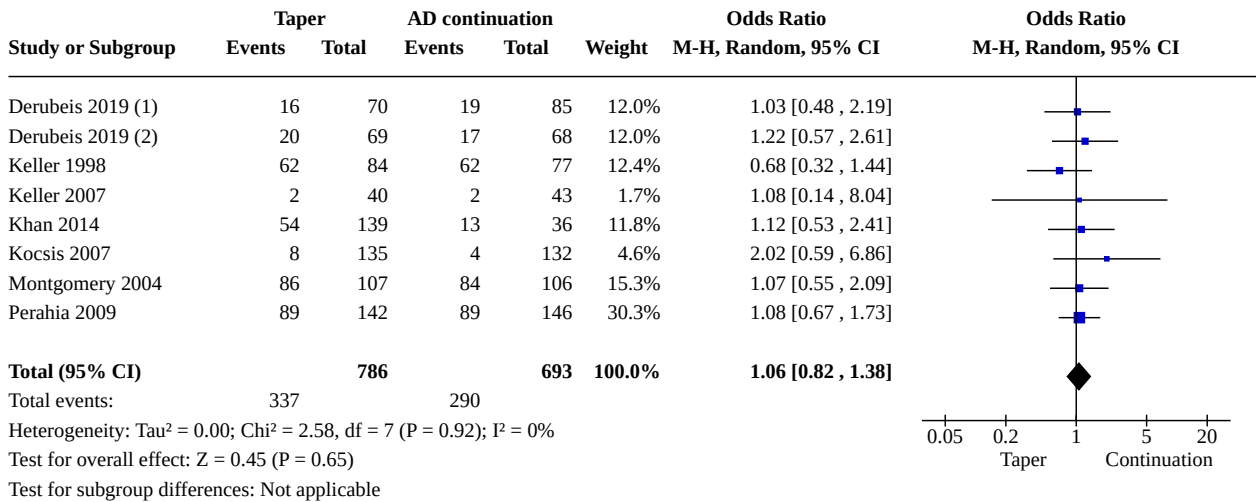 Taper AD continuation Odds Ratio Odds Ratio
Study or Subgroup Events Total Events Total Weight M-H, Random, 95% CI M-H, Random, 95% CI
Derubeis 2019 (1) 16 70 19 85 12.0% 1.03 [0.48 , 2.19]
Derubeis 2019 (2) 20 69 17 68 12.0% 1.22 [0.57 , 2.61]
Keller 1998 62 84 62 77 12.4% 0.68 [0.32 , 1.44]
Keller 2007 2 40 2 43 1.7% 1.08 [0.14 , 8.04]
Khan 2014 54 139 13 36 11.8% 1.12 [0.53 , 2.41]
Kocsis 2007 8 135 4 132 4.6% 2.02 [0.59 , 6.86]
Montgomery 2004 86 107 84 106 15.3% 1.07 [0.55 , 2.09]
Perahia 2009 89 142 89 146 30.3% 1.08 [0.67 , 1.73]
Total (95% CI) 786 693 100.0% 1.06 [0.82 , 1.38]
Total events: 337 290
Heterogeneity: Tau² = 0.00; Chi² = 2.58, df = 7 (P = 0.92); I² = 0%
0.05 0.2 1 5 20
Test for overall effect: Z = 0.45 (P = 0.65)
Taper Continuation
Test for subgroup differences: Not applicable